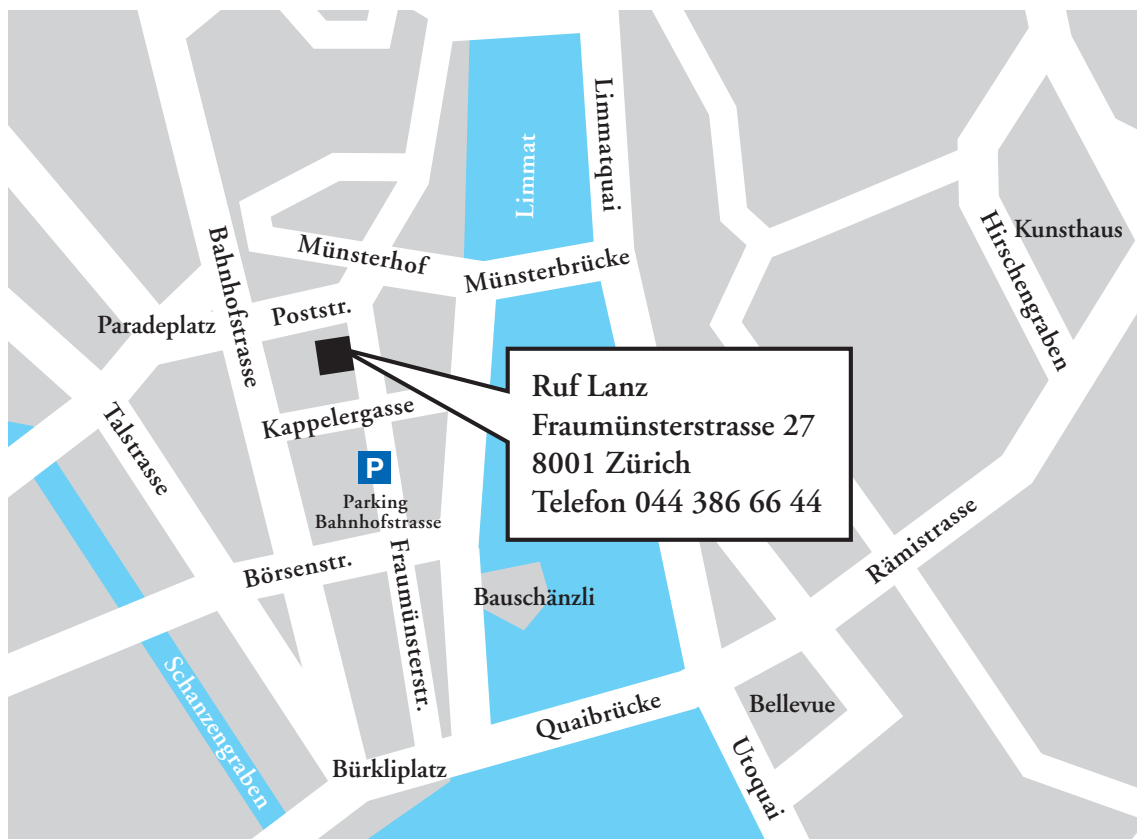 Limmat
Limmatquai
Kunsthaus
Hirschengraben
Bahnhofstrasse
Münsterhof
Münsterbrücke
Poststr.
Paradeplatz
Ruf Lanz
Fraumünsterstrasse 27
8001 Zürich
Telefon 044 386 66 44
Kappelergasse
Talstrasse
P
Parking
Bahnhofstrasse
Rämistrasse
Börsenstr.
Fraumünsterstr.
Bauschänzli
Schanzengraben
Quaibrücke
Bellevue
Bürkliplatz
Utoquai